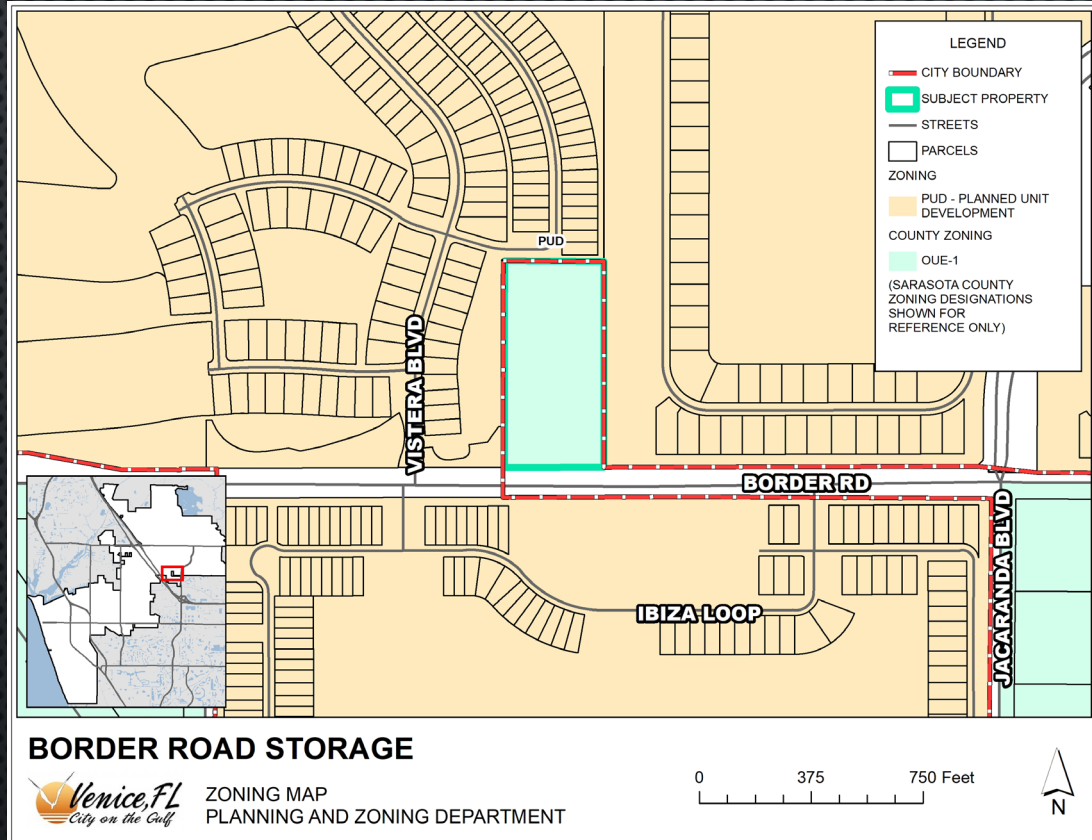 LEGEND
CITY BOUNDARY
SUBJECT PROPERTY
STREETS
PARCELS
ZONING
PUD - PLANNED UNIT
DEVELOPMENT
COUNTY ZONING
OUE-1
(SARASOTA COUNTY
ZONING DESIGNATIONS
SHOWN FOR
REFERENCE ONLY)
PUD
VISTERA BLVD
BORDER RD
JACARANDA BLVD
IBIZA LOOP
BORDER ROAD STORAGE
Venice, FL
City on the Gulf
ZONING MAP
PLANNING AND ZONING DEPARTMENT
0 375 750 Feet
N